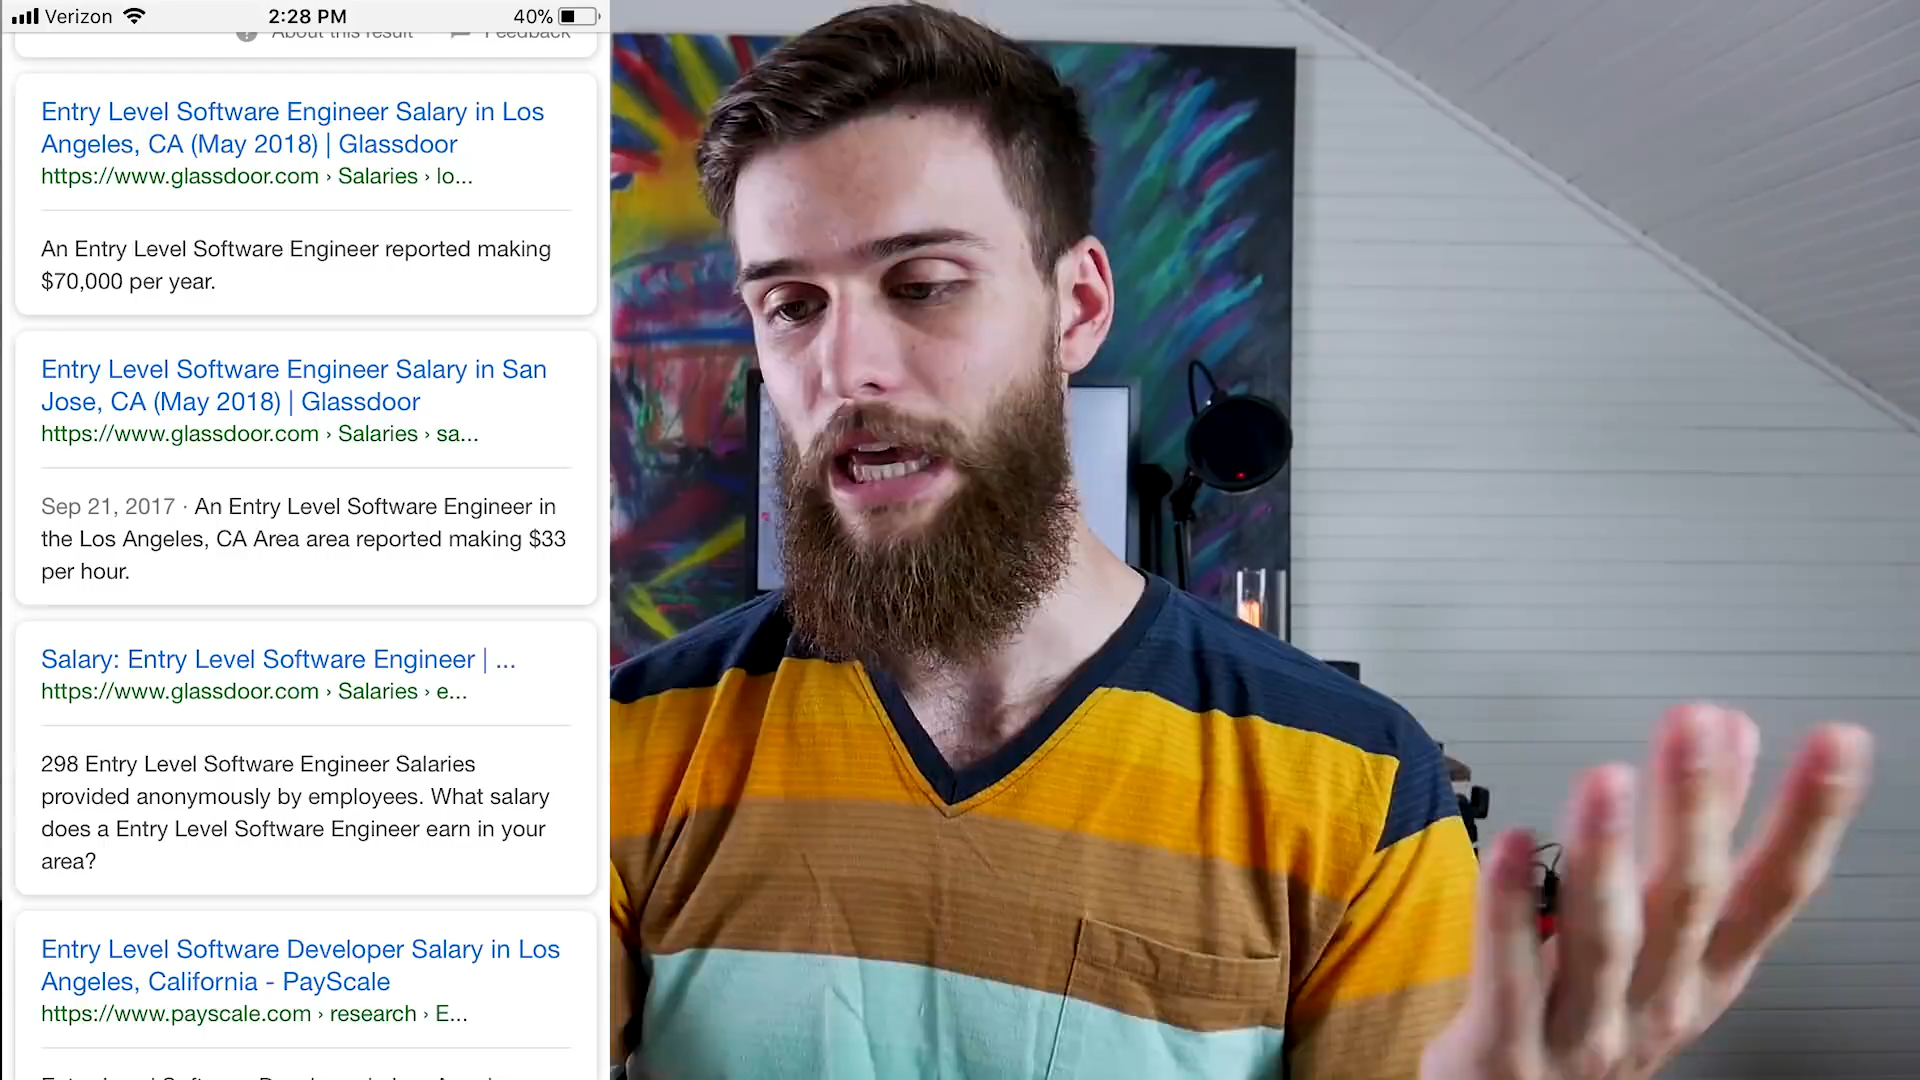 Verizon 2:28 PM 40%
About this result Feedback
Entry Level Software Engineer Salary in Los
Angeles, CA (May 2018) | Glassdoor
https://www.glassdoor.com › Salaries › lo...
An Entry Level Software Engineer reported making
$70,000 per year.
Entry Level Software Engineer Salary in San
Jose, CA (May 2018) | Glassdoor
https://www.glassdoor.com › Salaries › sa...
Sep 21, 2017 · An Entry Level Software Engineer in
the Los Angeles, CA Area area reported making $33
per hour.
Salary: Entry Level Software Engineer | ...
https://www.glassdoor.com › Salaries › e...
298 Entry Level Software Engineer Salaries
provided anonymously by employees. What salary
does a Entry Level Software Engineer earn in your
area?
Entry Level Software Developer Salary in Los
Angeles, California - PayScale
https://www.payscale.com › research › E...